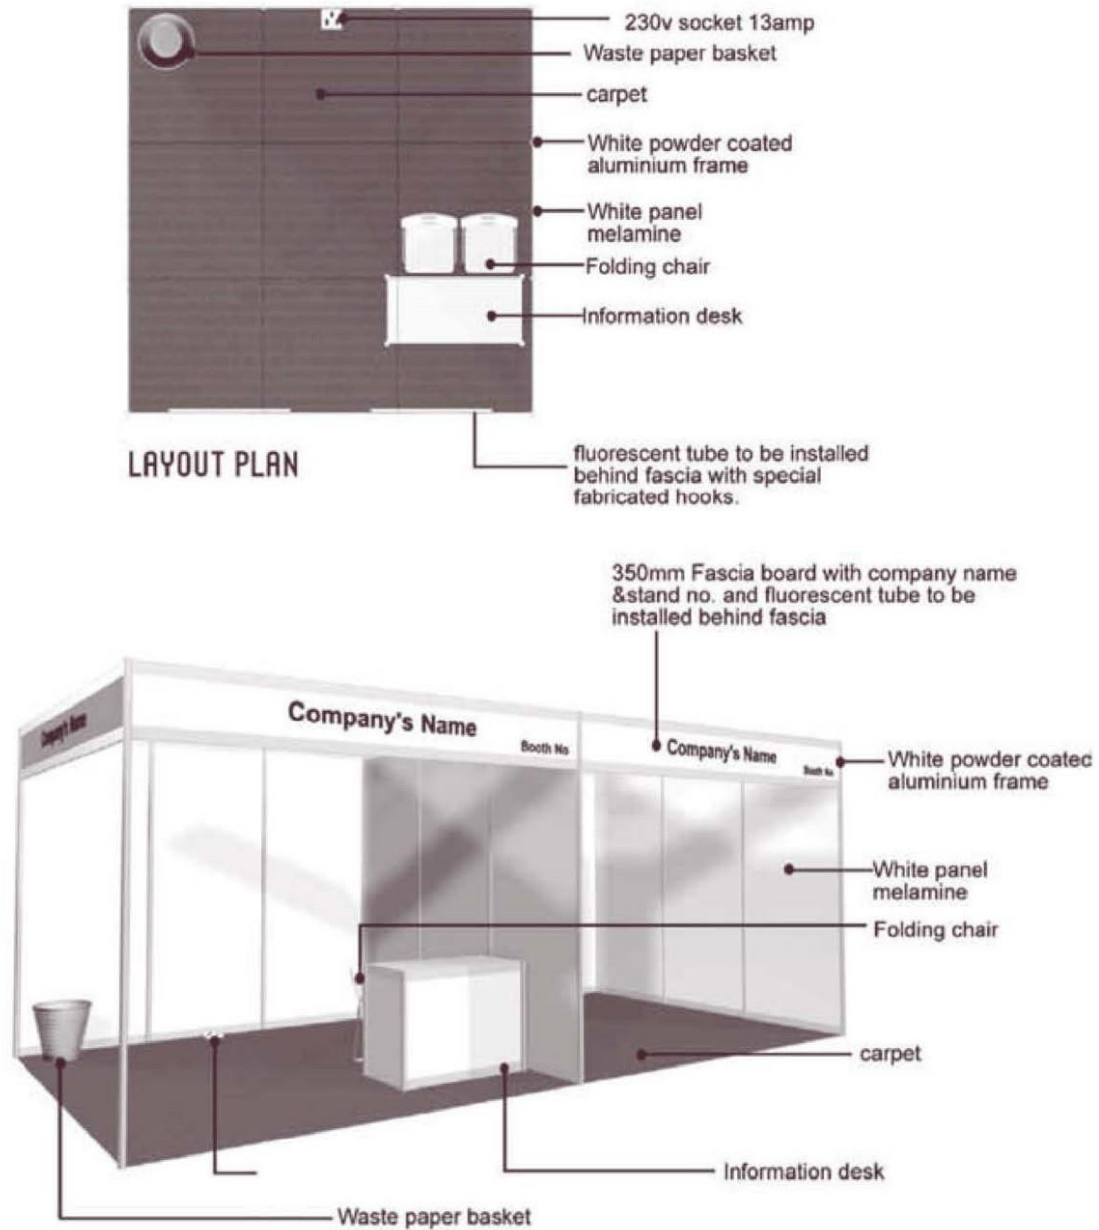 230v socket 13amp
Waste paper basket
carpet
White powder coated
aluminium frame
White panel
melamine
Folding chair
Information desk
LAYOUT PLAN
fluorescent tube to be installed
behind fascia with special
fabricated hooks.
350mm Fascia board with company name
&stand no. and fluorescent tube to be
installed behind fascia
Company's Name
Company's Name
Booth No
Company's Name
Booth No
White powder coated
aluminium frame
White panel
melamine
Folding chair
carpet
Information desk
Waste paper basket